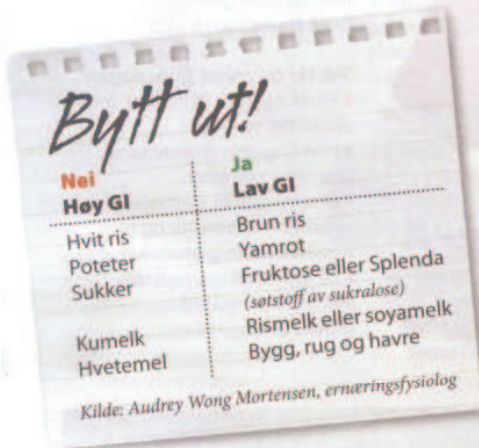 Bytt ut!
Nei Ja
Høy GI Lav GI
Hvit ris Brun ris
Poteter Yamrot
Sukker Fruktose eller Splenda
(søtstoff av sukralose)
Kumelk Rismelk eller soyamelk
Hvetemel Bygg, rug og havre
Kilde: Audrey Wong Mortensen, ernæringsfysiolog